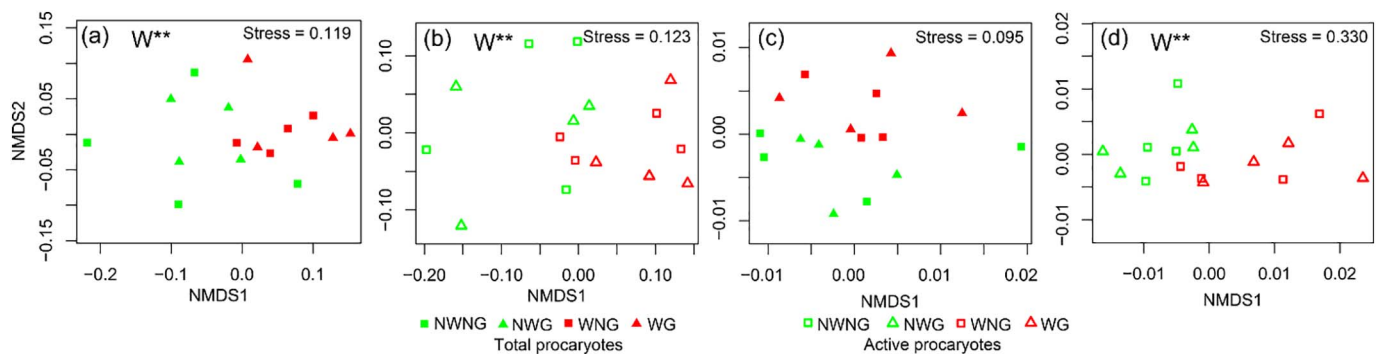 (a) W** Stress = 0.119
0.15
0.05
0.00
−0.05
−0.15
NMDS2
−0.2 −0.1 0.0 0.1
NMDS1
(b) W** Stress = 0.123
0.10
0.00
−0.10
−0.20 −0.10 0.00 0.10
NMDS1
(c) Stress = 0.095
0.01
0.00
−0.01
−0.01 0.00 0.01 0.02
NMDS1
(d) W** Stress = 0.330
0.02
0.01
0.00
−0.01
−0.01 0.00 0.01 0.02
NMDS1
NWNG NWG WNG WG
Total procaryotes
NWNG NWG WNG WG
Active procaryotes